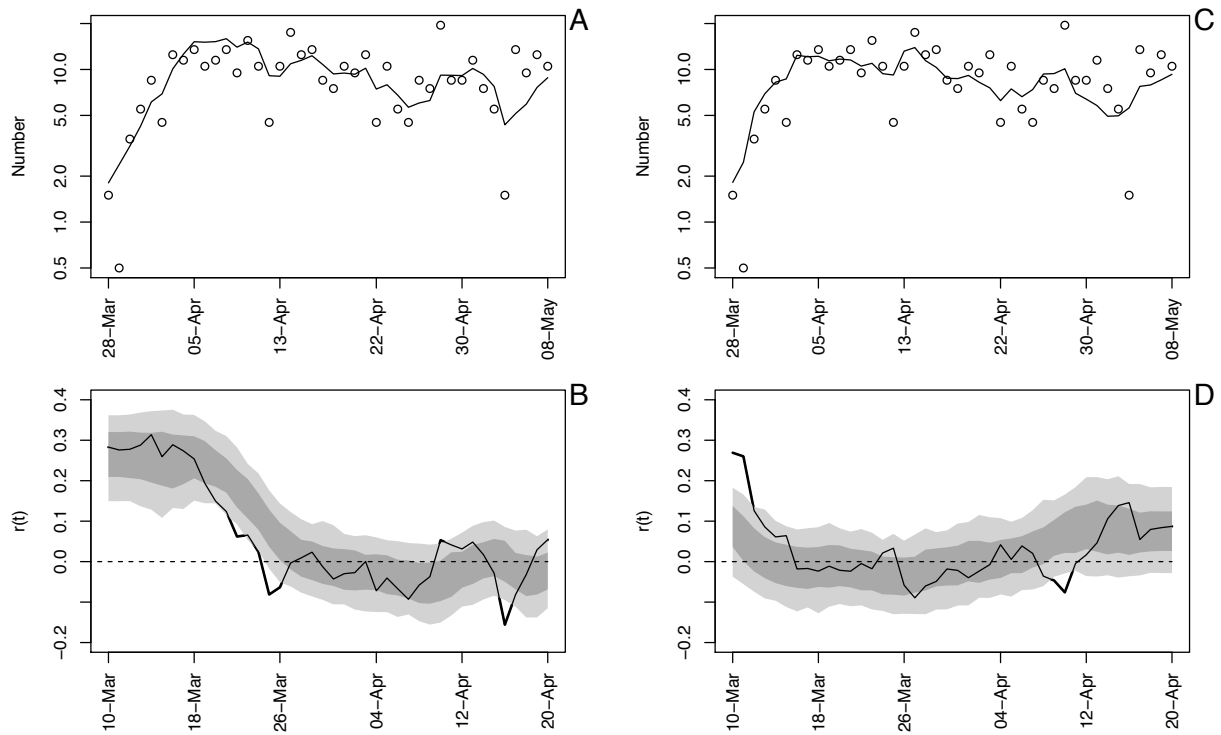 A
Number
10.0
5.0
2.0
1.0
0.5
28−Mar
05−Apr
13−Apr
22−Apr
30−Apr
08−May
C
Number
10.0
5.0
2.0
1.0
0.5
28−Mar
05−Apr
13−Apr
22−Apr
30−Apr
08−May
B
r(t)
0.4
0.3
0.2
0.1
0.0
−0.2
10−Mar
18−Mar
26−Mar
04−Apr
12−Apr
20−Apr
D
r(t)
0.4
0.3
0.2
0.1
0.0
−0.2
10−Mar
18−Mar
26−Mar
04−Apr
12−Apr
20−Apr